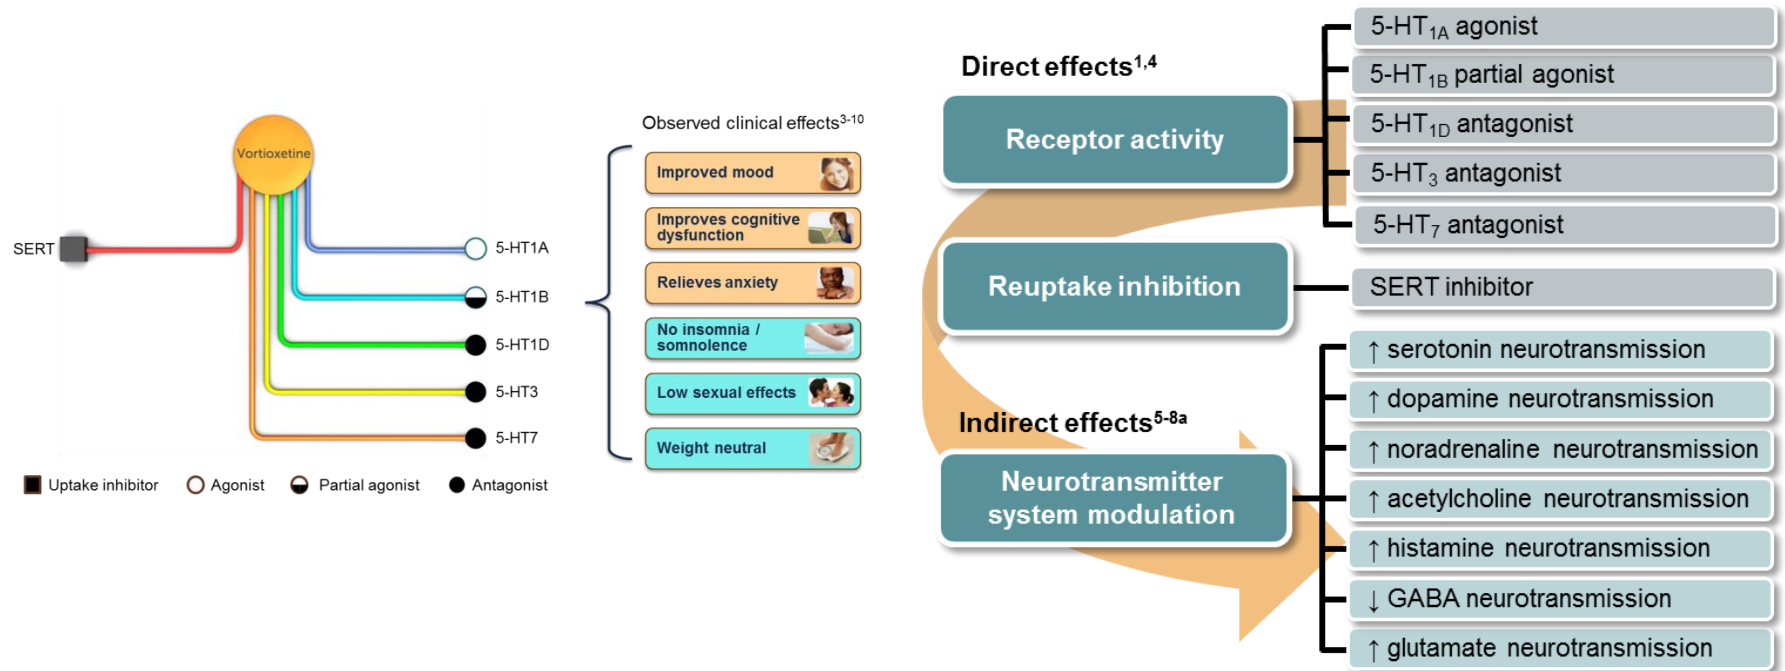 Vortioxetine
SERT
5-HT1A
5-HT1B
5-HT1D
5-HT3
5-HT7
Uptake inhibitor
Agonist
Partial agonist
Antagonist
Observed clinical effects3-10
Improved mood
Improves cognitive
dysfunction
Relieves anxiety
No insomnia /
somnolence
Low sexual effects
Weight neutral
Direct effects1,4
Receptor activity
5-HT1A agonist
5-HT1B partial agonist
5-HT1D antagonist
5-HT3 antagonist
5-HT7 antagonist
Reuptake inhibition
SERT inhibitor
Indirect effects5-8a
Neurotransmitter
system modulation
↑ serotonin neurotransmission
↑ dopamine neurotransmission
↑ noradrenaline neurotransmission
↑ acetylcholine neurotransmission
↑ histamine neurotransmission
↓ GABA neurotransmission
↑ glutamate neurotransmission